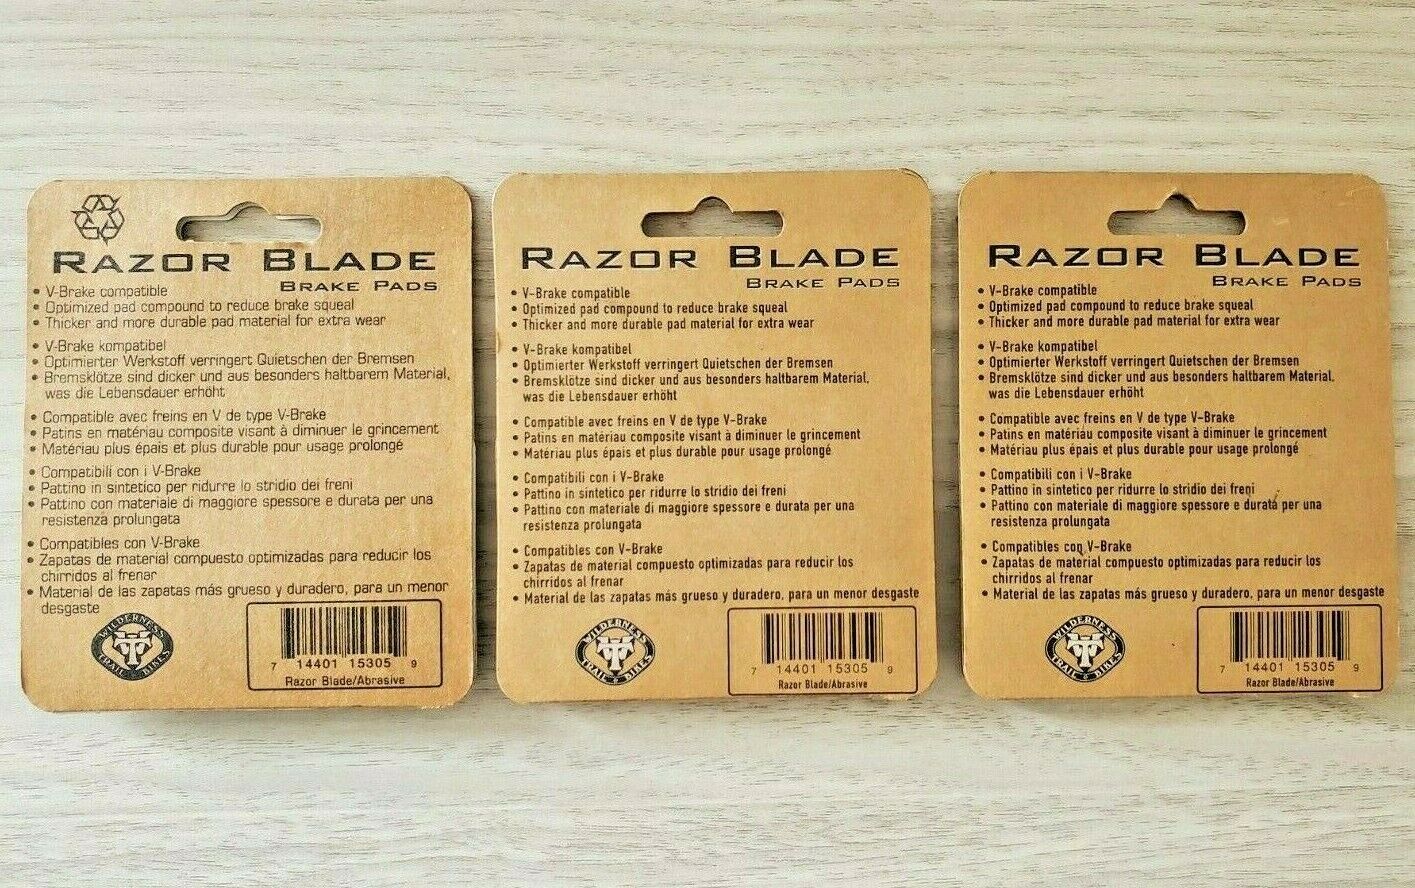 RAZOR BLADE
BRAKE PADS
• V-Brake compatible
• Optimized pad compound to reduce brake squeal
• Thicker and more durable pad material for extra wear
• V-Brake kompatibel
• Optimierter Werkstoff verringert Quietschen der Bremsen
• Bremsklötze sind dicker und aus besonders haltbarem Material,
was die Lebensdauer erhöht
• Compatible avec freins en V de type V-Brake
• Patins en matériau composite visant à diminuer le grincement
• Matériau plus épais et plus durable pour usage prolongé
• Compatibili con i V-Brake
• Pattino in sintetico per ridurre lo stridio dei freni
• Pattino con materiale di maggiore spessore e durata per una
resistenza prolungata
• Compatibles con V-Brake
• Zapatas de material compuesto optimizadas para reducir los
chirridos al frenar
• Material de las zapatas más grueso y duradero, para un menor
desgaste
WILDERNESS
TRAIL BIKES
7 14401 15305 9
Razor Blade/Abrasive
RAZOR BLADE
BRAKE PADS
• V-Brake compatible
• Optimized pad compound to reduce brake squeal
• Thicker and more durable pad material for extra wear
• V-Brake kompatibel
• Optimierter Werkstoff verringert Quietschen der Bremsen
• Bremsklötze sind dicker und aus besonders haltbarem Material,
was die Lebensdauer erhöht
• Compatible avec freins en V de type V-Brake
• Patins en matériau composite visant à diminuer le grincement
• Matériau plus épais et plus durable pour usage prolongé
• Compatibili con i V-Brake
• Pattino in sintetico per ridurre lo stridio dei freni
• Pattino con materiale di maggiore spessore e durata per una
resistenza prolungata
• Compatibles con V-Brake
• Zapatas de material compuesto optimizadas para reducir los
chirridos al frenar
• Material de las zapatas más grueso y duradero, para un menor desgaste
WILDERNESS
TRAIL BIKES
7 14401 15305 9
Razor Blade/Abrasive
RAZOR BLADE
BRAKE PADS
• V-Brake compatible
• Optimized pad compound to reduce brake squeal
• Thicker and more durable pad material for extra wear
• V-Brake kompatibel
• Optimierter Werkstoff verringert Quietschen der Bremsen
• Bremsklötze sind dicker und aus besonders haltbarem Material,
was die Lebensdauer erhöht
• Compatible avec freins en V de type V-Brake
• Patins en matériau composite visant à diminuer le grincement
• Matériau plus épais et plus durable pour usage prolongé
• Compatibili con i V-Brake
• Pattino in sintetico per ridurre lo stridio dei freni
• Pattino con materiale di maggiore spessore e durata per una
resistenza prolungata
• Compatibles con V-Brake
• Zapatas de material compuesto optimizadas para reducir los
chirridos al frenar
• Material de las zapatas más grueso y duradero, para un menor desgaste
WILDERNESS
TRAIL BIKES
7 14401 15305 9
Razor Blade/Abrasive